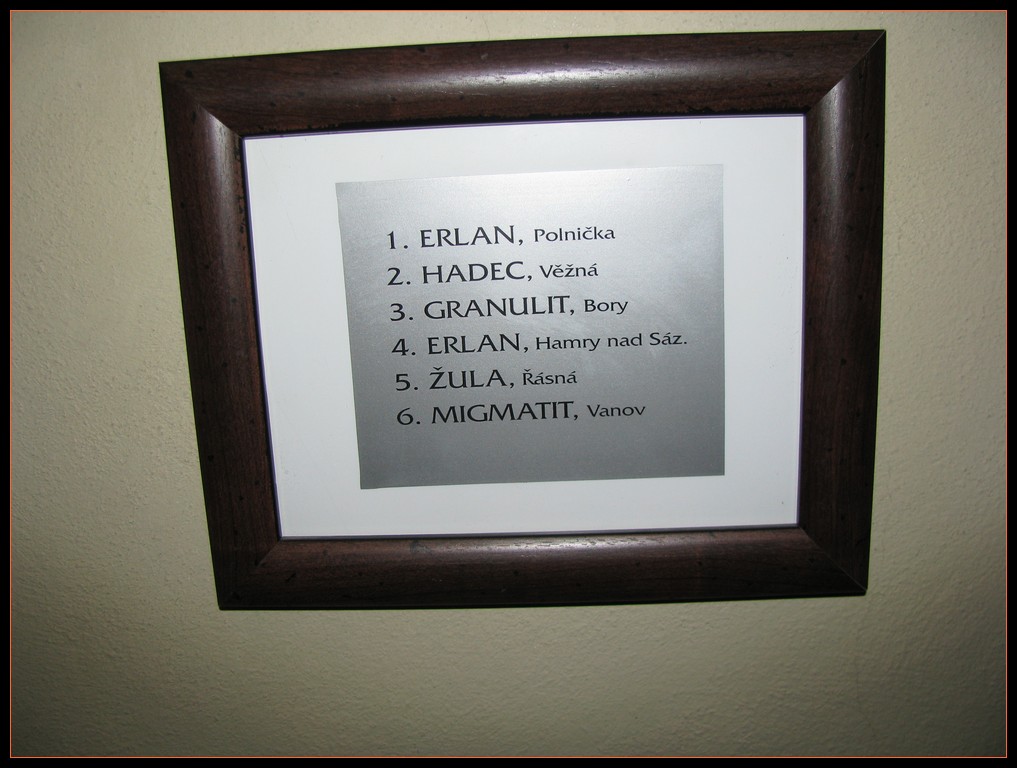 1. ERLAN, Polnička
2. HADEC, Věžná
3. GRANULIT, Bory
4. ERLAN, Hamry nad Sáz.
5. ŽULA, Řásná
6. MIGMATIT, Vanov